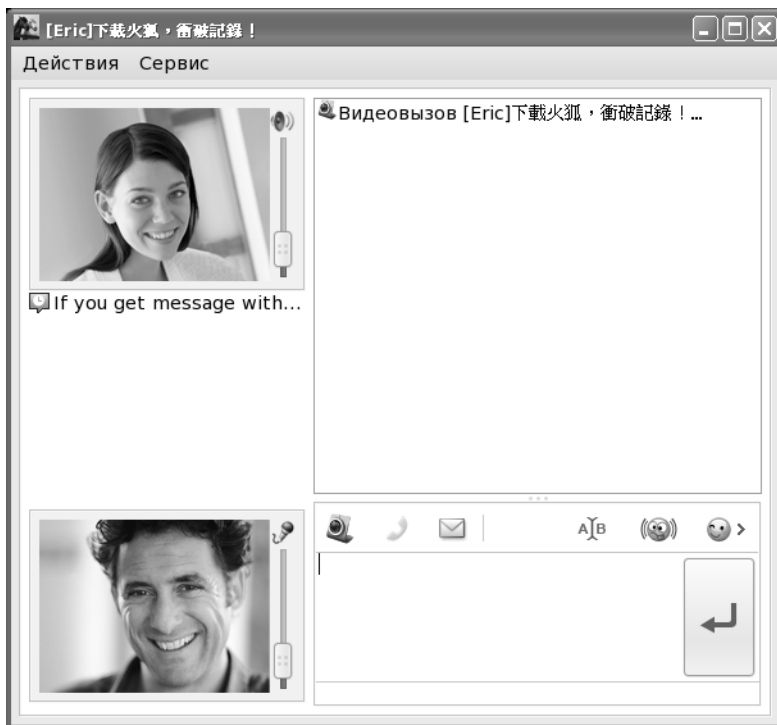 [Eric]下載火狐，衝破記錄！
Действия Сервис
Видеовызов [Eric]下載火狐，衝破記錄！...
If you get message with...
A B